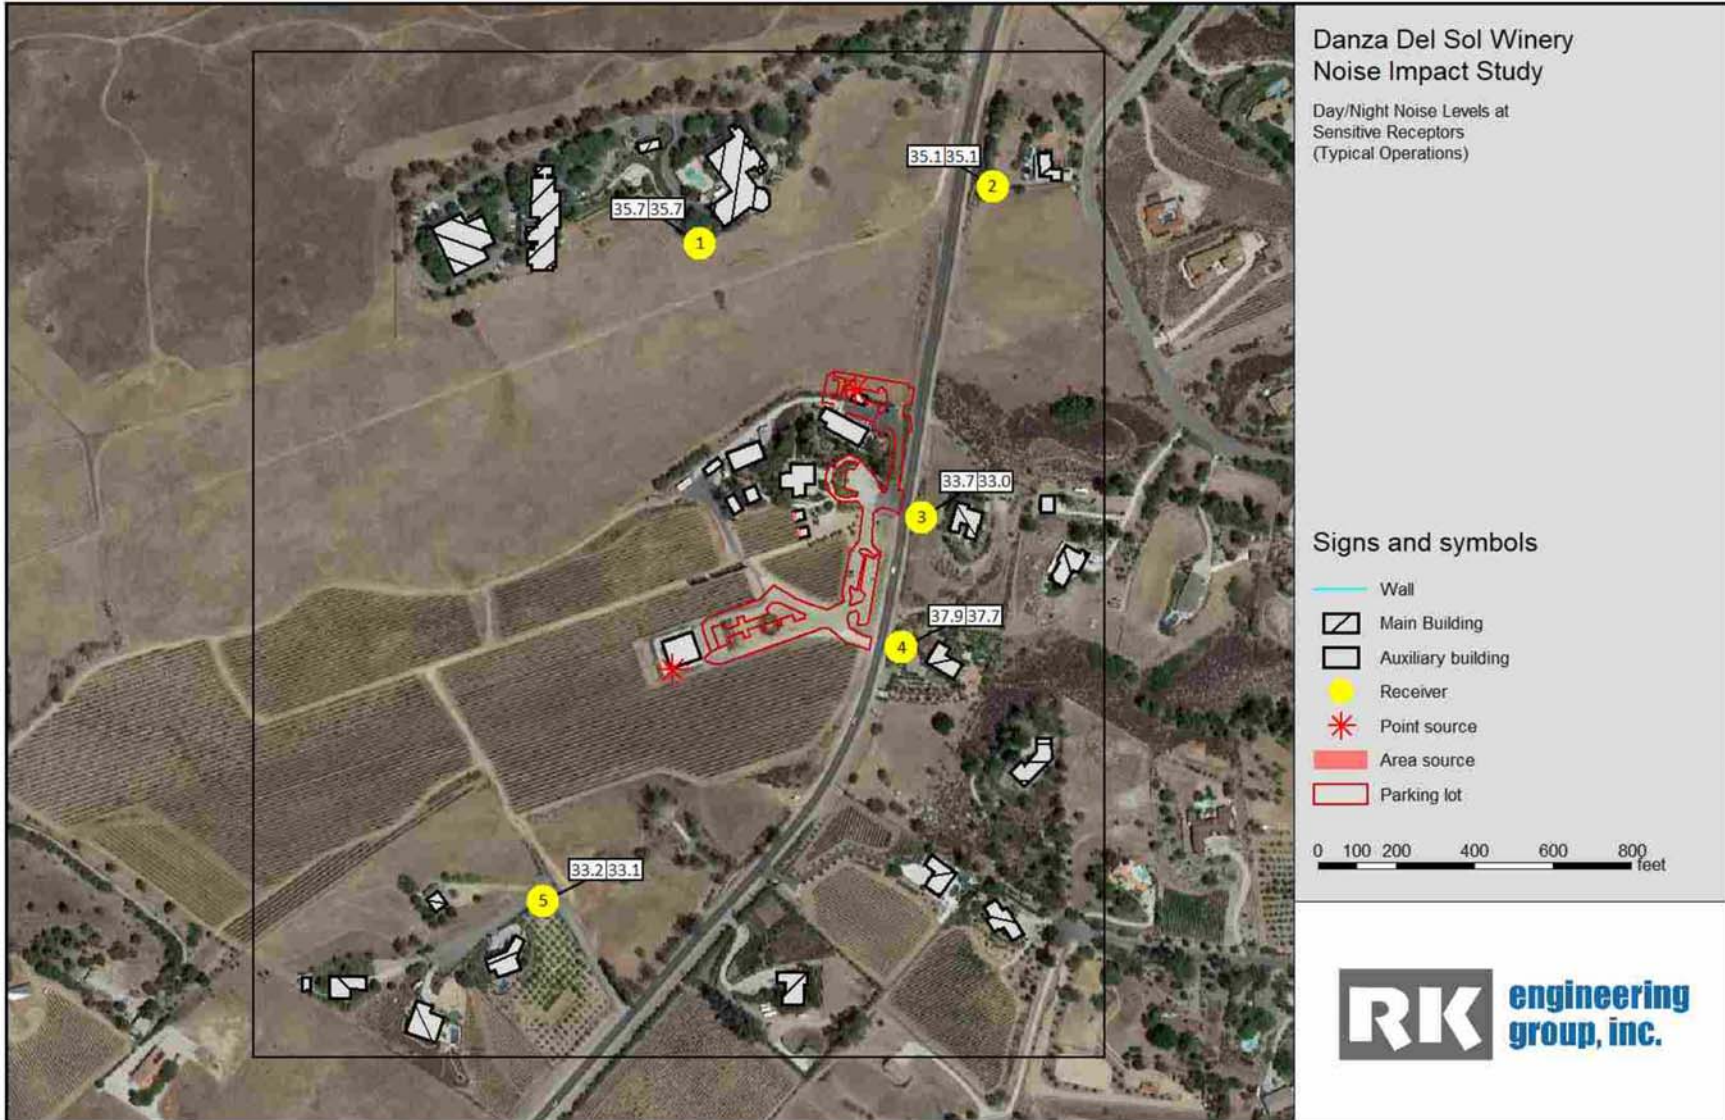 Danza Del Sol Winery
Noise Impact Study
Day/Night Noise Levels at
Sensitive Receptors
(Typical Operations)
35.1 35.1
2
35.7 35.7
1
33.7 33.0
3
37.9 37.7
4
33.2 33.1
5
Signs and symbols
Wall
Main Building
Auxiliary building
Receiver
Point source
Area source
Parking lot
0 100 200 400 600 800
feet
RK engineering
group, inc.